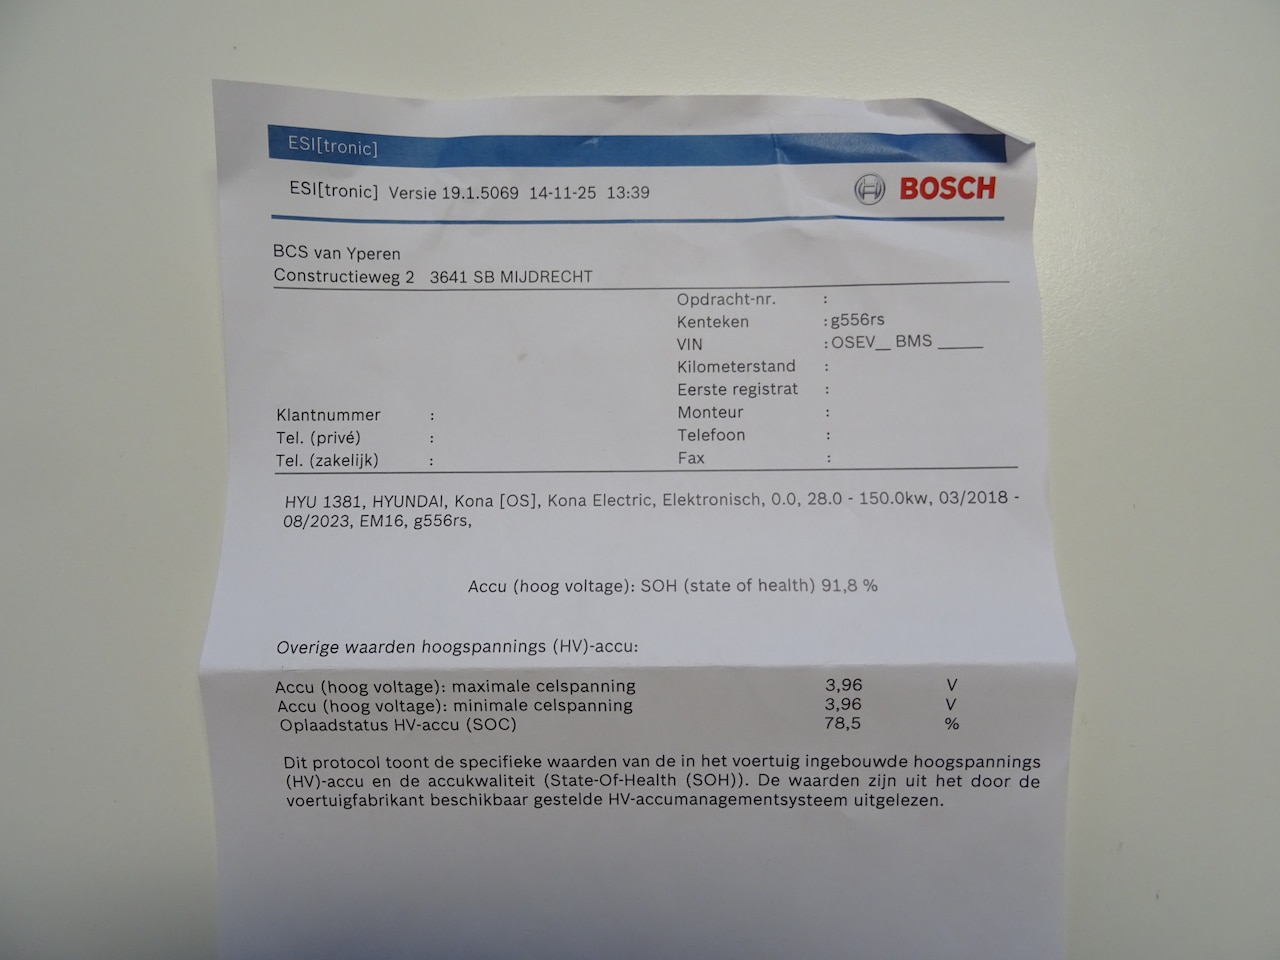 ESI[tronic]
ESI[tronic] Versie 19.1.5069 14-11-25 13:39
BOSCH
BCS van Yperen
Constructieweg 2 3641 SB MIJDRECHT
Opdracht-nr. :
Kenteken : g556rs
VIN : OSEV__ BMS _____
Kilometerstand :
Eerste registrat :
Klantnummer : Monteur :
Tel. (privé) : Telefoon :
Tel. (zakelijk) : Fax :
HYU 1381, HYUNDAI, Kona [OS], Kona Electric, Elektronisch, 0.0, 28.0 - 150.0kw, 03/2018 -
08/2023, EM16, g556rs,
Accu (hoog voltage): SOH (state of health) 91,8 %
Overige waarden hoogspannings (HV)-accu:
Accu (hoog voltage): maximale celspanning 3,96 V
Accu (hoog voltage): minimale celspanning 3,96 V
Oplaadstatus HV-accu (SOC) 78,5 %
Dit protocol toont de specifieke waarden van de in het voertuig ingebouwde hoogspannings
(HV)-accu en de accukwaliteit (State-Of-Health (SOH)). De waarden zijn uit het door de
voertuigfabrikant beschikbaar gestelde HV-accumanagementsysteem uitgelezen.